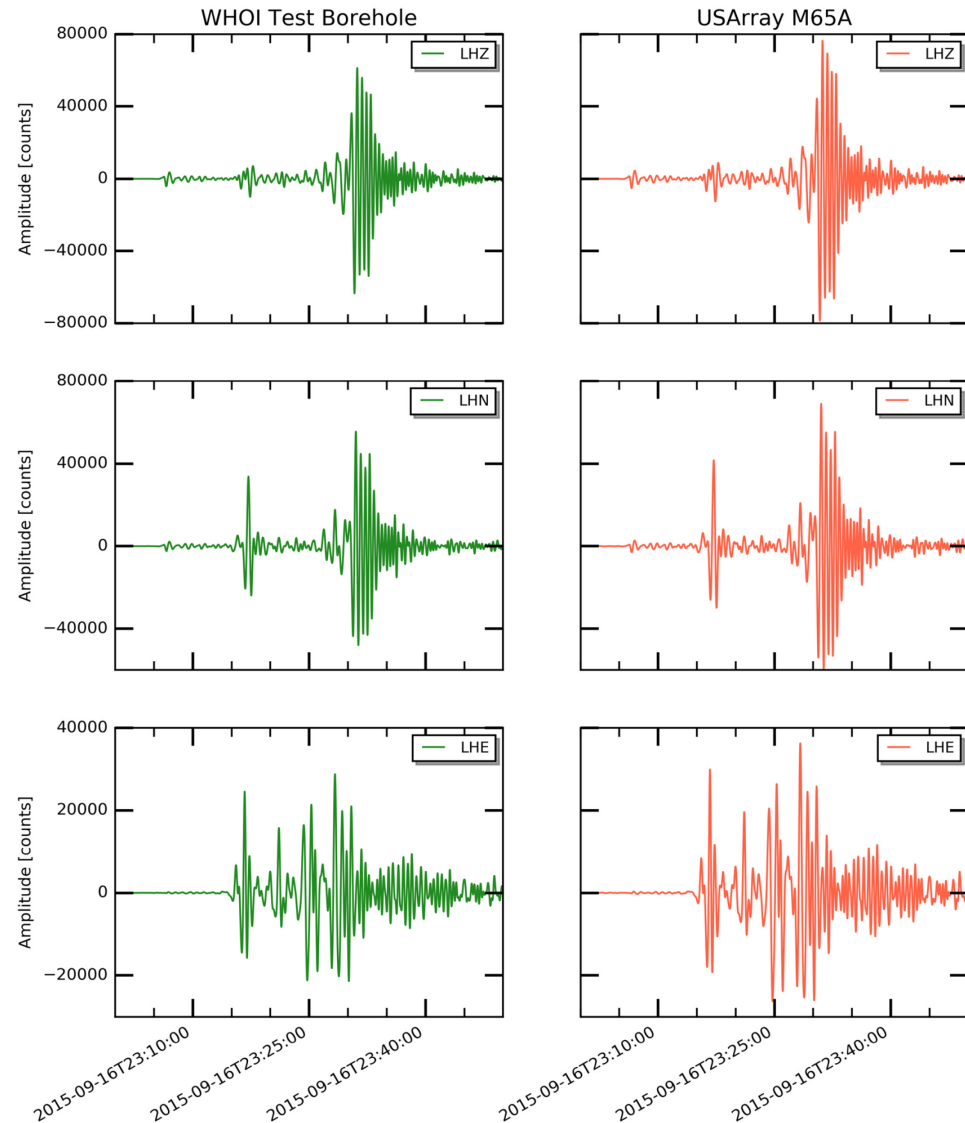 WHOI Test Borehole
USArray M65A
Amplitude [counts]
80000
40000
0
−40000
−80000
LHZ
LHZ
Amplitude [counts]
80000
40000
0
−40000
LHN
LHN
Amplitude [counts]
40000
20000
0
−20000
LHE
LHE
2015-09-16T23:10:00
2015-09-16T23:25:00
2015-09-16T23:40:00
2015-09-16T23:10:00
2015-09-16T23:25:00
2015-09-16T23:40:00